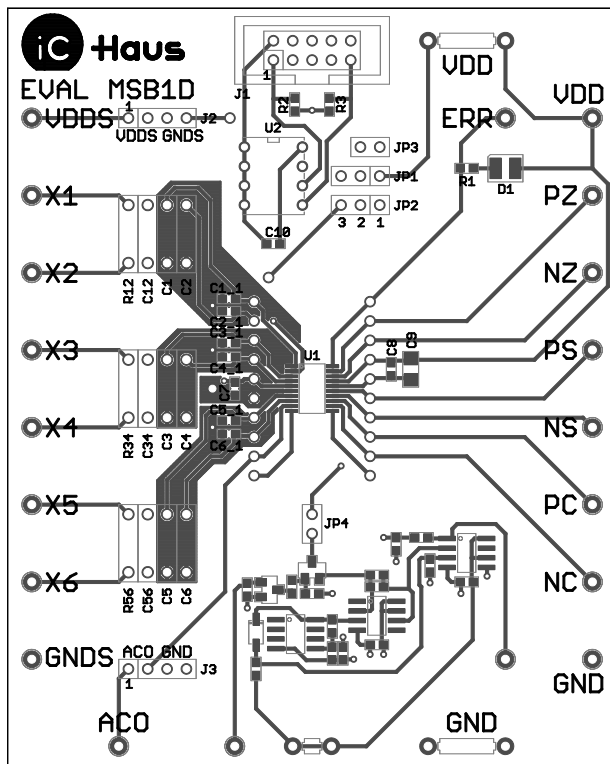 iC Haus
EVAL MSB1D
J1
1
R2
R3
VDD
VDDS
1
VDDS GNDS
J2
U2
ERR
VDD
JP3
JP1
R1
D1
X1
PZ
JP2
3 2 1
C10
X2
NZ
R12
C12
C1
C2
C1_1
C2_1
C3_1
X3
C4_1
U1
C8
C9
PS
C7
X4
C5_1
NS
R34
C34
C3
C4
C6_1
X5
JP4
PC
X6
NC
R56
C56
C5
C6
GNDS
ACO GND
1
J3
GND
ACO
GND